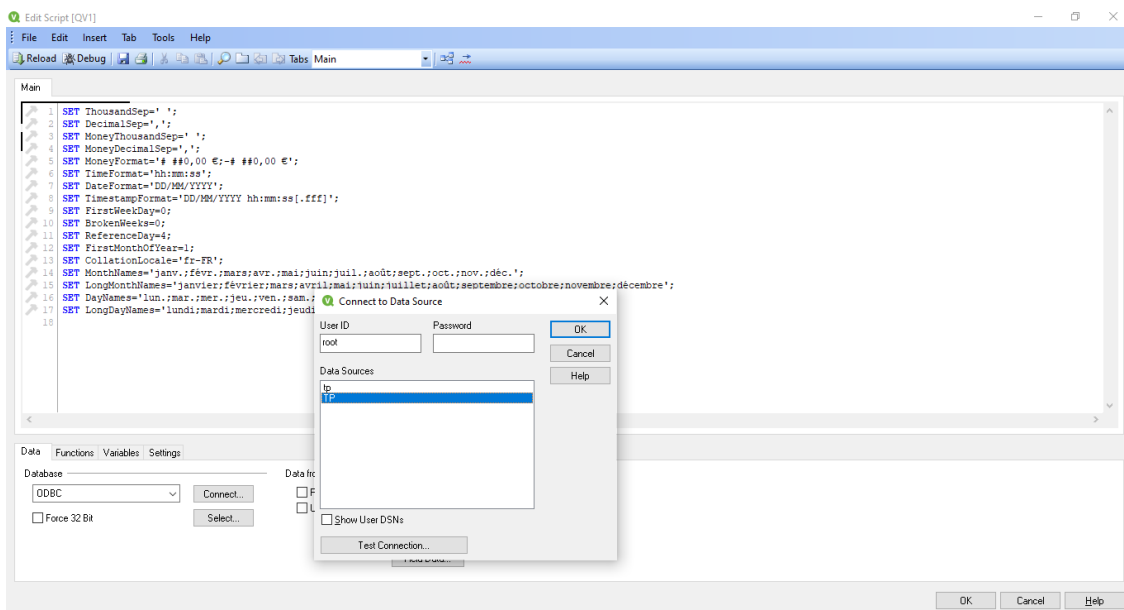 Edit Script [QV1]
File Edit Insert Tab Tools Help
Reload Debug Tabs Main
Main
1 SET ThousandSep=' ';
2 SET DecimalSep=',';
3 SET MoneyThousandSep=' ';
4 SET MoneyDecimalSep=',';
5 SET MoneyFormat='# ##0,00 €;-# ##0,00 €';
6 SET TimeFormat='hh:mm:ss';
7 SET DateFormat='DD/MM/YYYY';
8 SET TimestampFormat='DD/MM/YYYY hh:mm:ss[.fff]';
9 SET FirstWeekDay=0;
10 SET BrokenWeeks=0;
11 SET ReferenceDay=4;
12 SET FirstMonthOfYear=1;
13 SET CollationLocale='fr-FR';
14 SET MonthNames='janv.;févr.;mars;avr.;mai;juin;juil.;août;sept.;oct.;nov.;déc.';
15 SET LongMonthNames='janvier;février;mars;avril;mai;juin;juillet;août;septembre;octobre;novembre;décembre';
16 SET DayNames='lun.;mar.;mer.;jeu.;ven.;sam.;
17 SET LongDayNames='lundi;mardi;mercredi;jeudi
18
Connect to Data Source
User ID Password
root
OK
Cancel
Help
Data Sources
tp
TP
Show User DSNs
Test Connection...
Data Functions Variables Settings
Database
ODBC
Connect...
Force 32 Bit
Select...
Data
OK Cancel Help